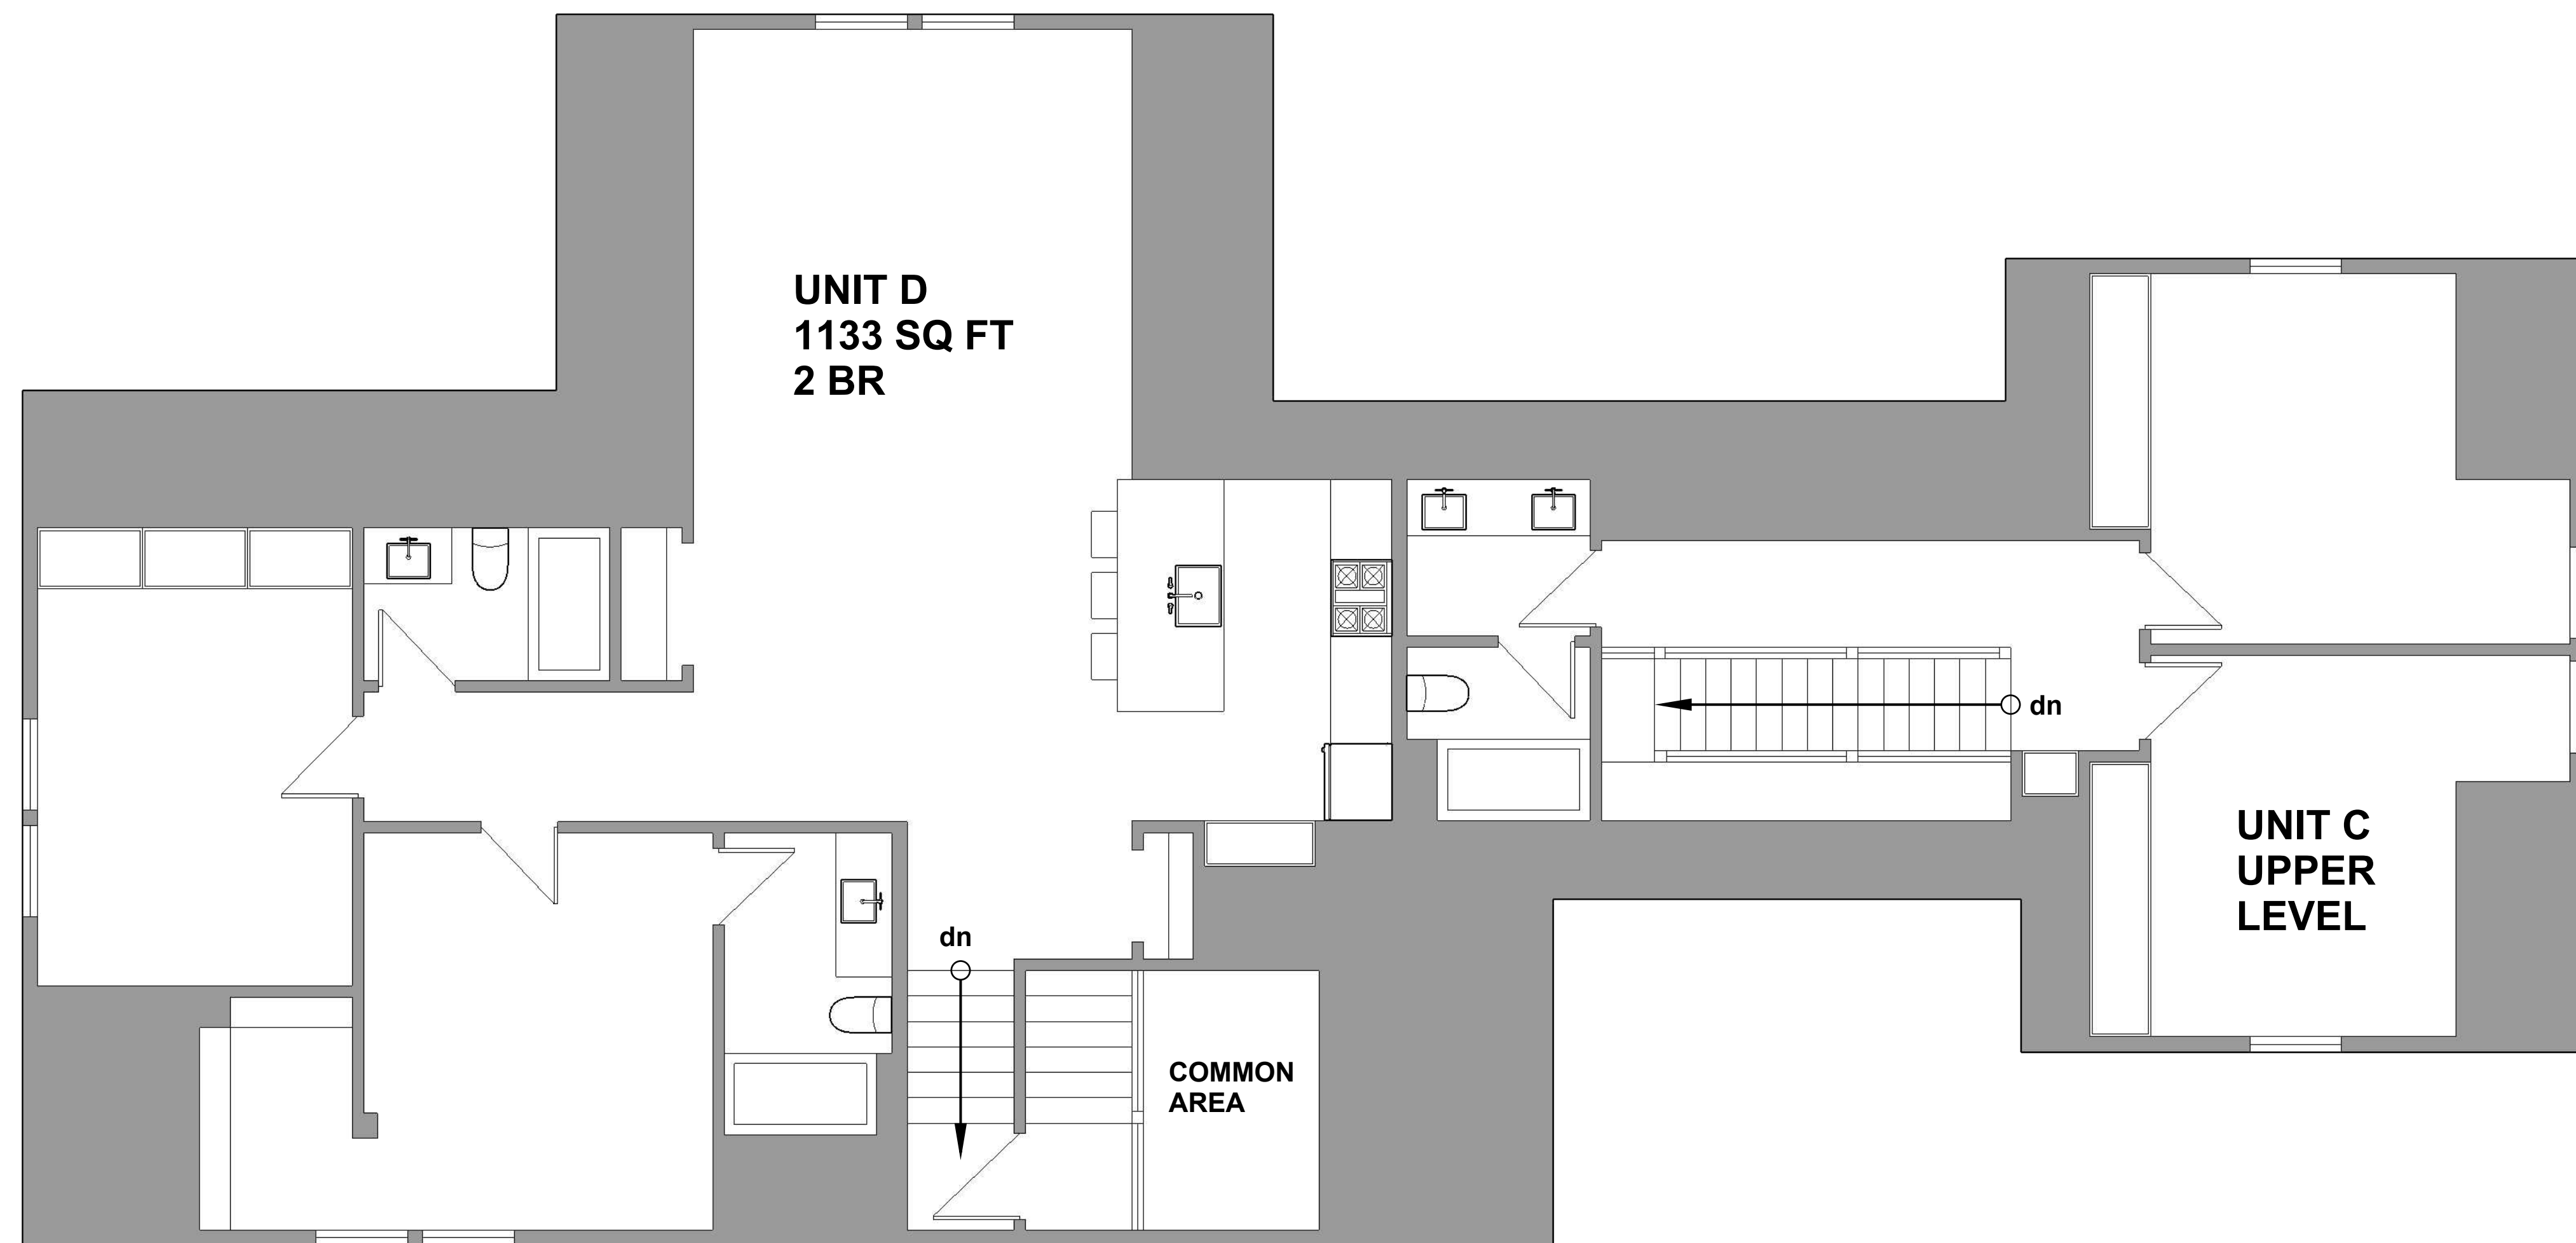 UNIT D
1133 SQ FT
2 BR
dn
UNIT C
UPPER
LEVEL
dn
COMMON
AREA